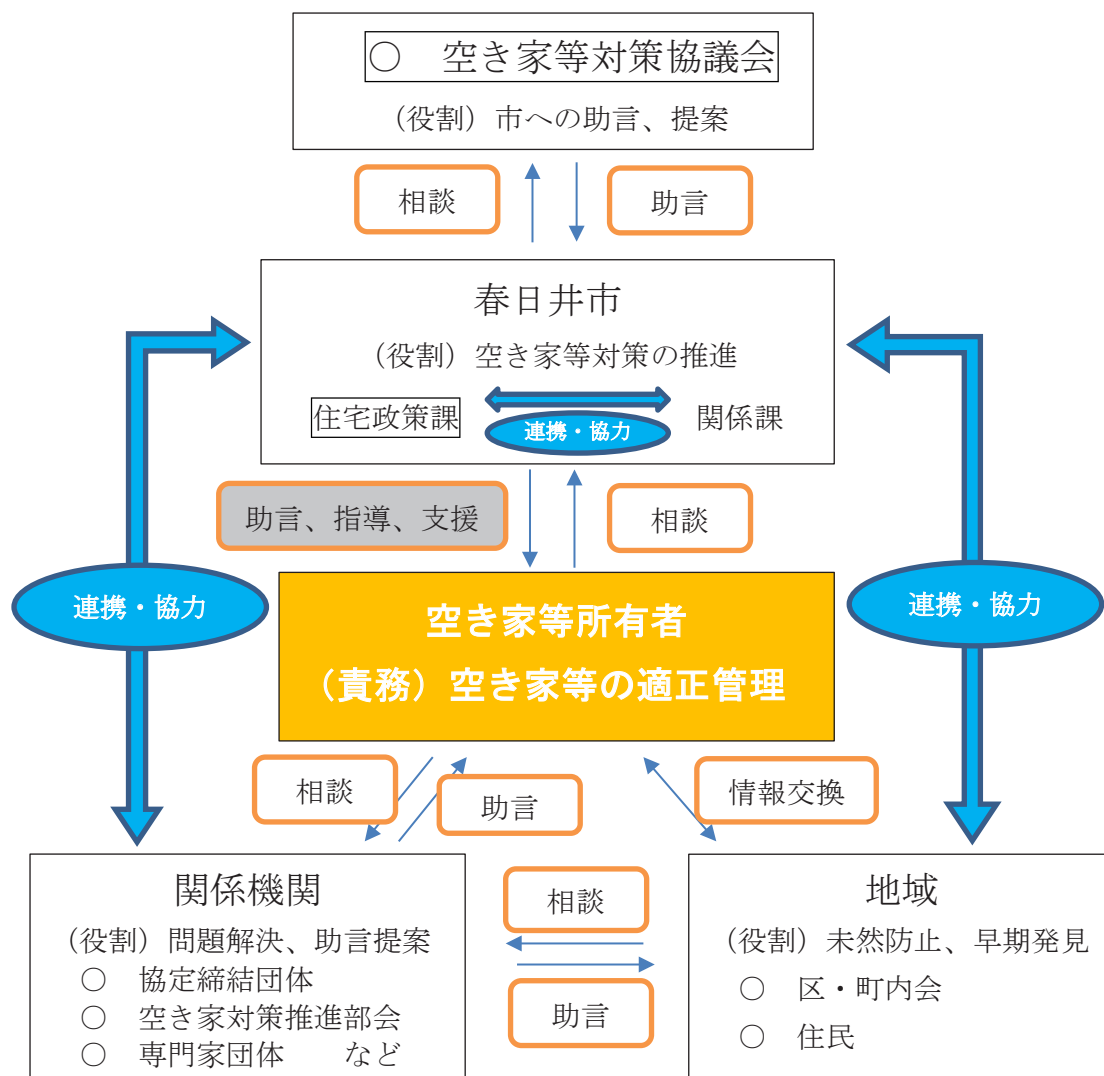 ○　空き家等対策協議会
（役割）市への助言、提案
相談
助言
春日井市
（役割）空き家等対策の推進
住宅政策課
連携・協力
関係課
助言、指導、支援
相談
連携・協力
連携・協力
空き家等所有者
（責務）空き家等の適正管理
相談
助言
情報交換
関係機関
（役割）問題解決、助言提案
○　協定締結団体
○　空き家対策推進部会
○　専門家団体　　など
相談
助言
地域
（役割）未然防止、早期発見
○　区・町内会
○　住民